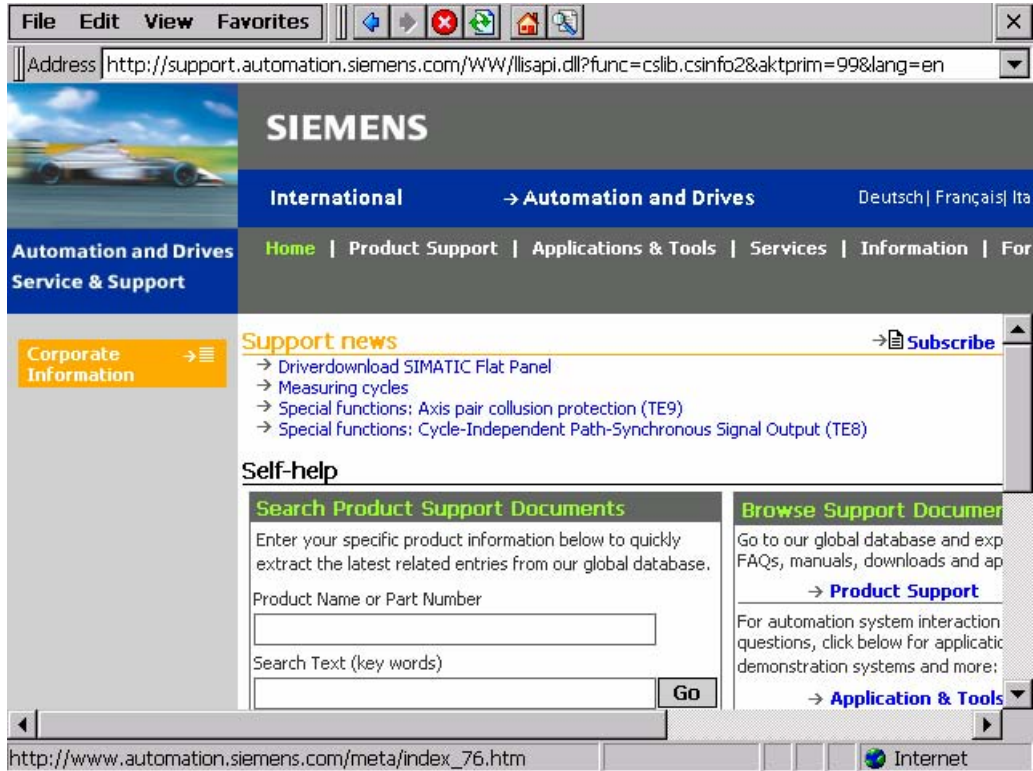 File Edit View Favorites
Address http://support.automation.siemens.com/WW/llisapi.dll?func=cslib.csinfo2&aktprim=99&lang=en
SIEMENS
International → Automation and Drives Deutsch| Français| Ita
Automation and Drives
Service & Support
Home | Product Support | Applications & Tools | Services | Information | For
Corporate
Information
Support news
→ Subscribe
→ Driverdownload SIMATIC Flat Panel
→ Measuring cycles
→ Special functions: Axis pair collusion protection (TE9)
→ Special functions: Cycle-Independent Path-Synchronous Signal Output (TE8)
Self-help
Search Product Support Documents
Enter your specific product information below to quickly
extract the latest related entries from our global database.
Product Name or Part Number
Search Text (key words)
Go
Browse Support Documer
Go to our global database and exp
FAQs, manuals, downloads and ap
→ Product Support
For automation system interaction
questions, click below for applicatic
demonstration systems and more:
→ Application & Tools
http://www.automation.siemens.com/meta/index_76.htm
Internet